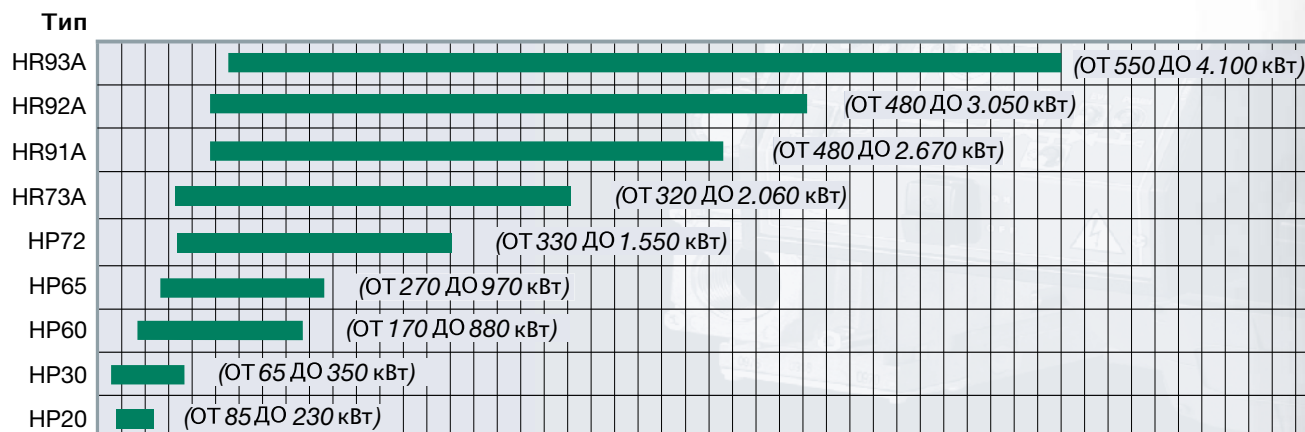 Тип
HR93A (ОТ 550 ДО 4.100 кВт)
HR92A (ОТ 480 ДО 3.050 кВт)
HR91A (ОТ 480 ДО 2.670 кВт)
HR73A (ОТ 320 ДО 2.060 кВт)
HP72 (ОТ 330 ДО 1.550 кВт)
HP65 (ОТ 270 ДО 970 кВт)
HP60 (ОТ 170 ДО 880 кВт)
HP30 (ОТ 65 ДО 350 кВт)
HP20 (ОТ 85 ДО 230 кВт)